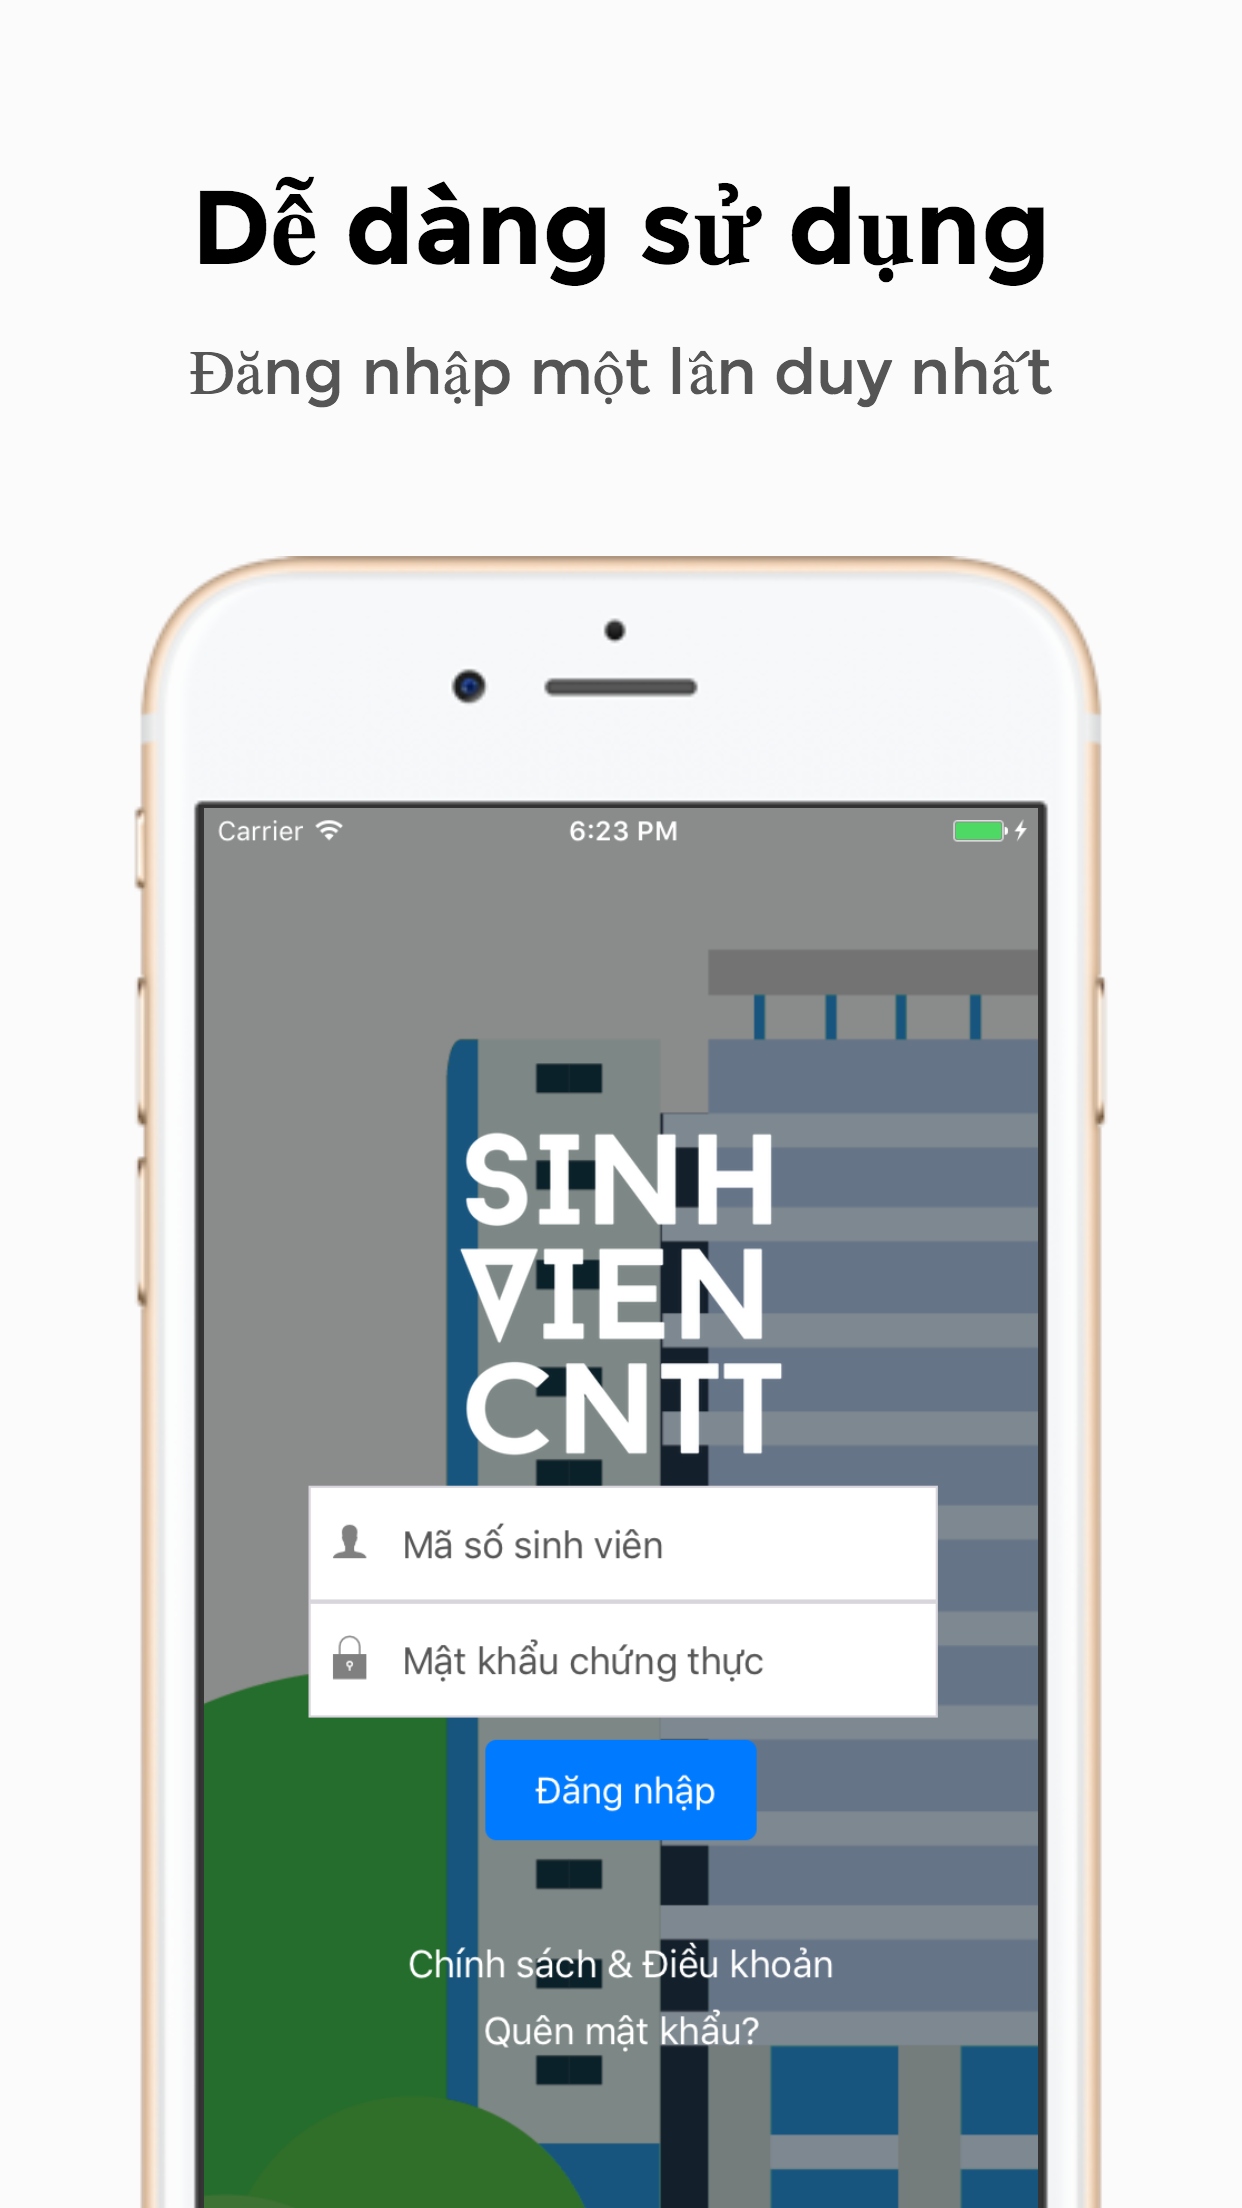 Dễ dàng sử dụng
Đăng nhập một lần duy nhất
Carrier 6:23 PM
SINH
VIEN
CNTT
Mã số sinh viên
Mật khẩu chứng thực
Đăng nhập
Chính sách & Điều khoản
Quên mật khẩu?